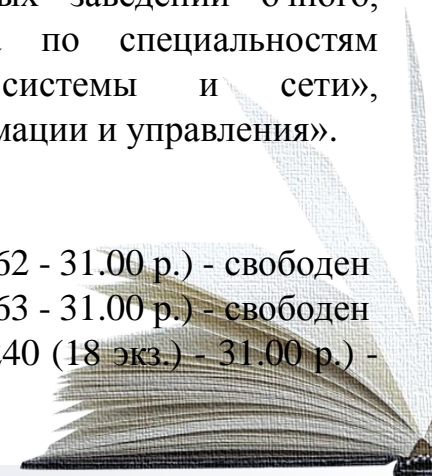 заведений очного,
по специальностям
системы и сети»,
мации и управления».
62 - 31.00 р.) - свободен
63 - 31.00 р.) - свободен
240 (18 экз.) - 31.00 р.) -